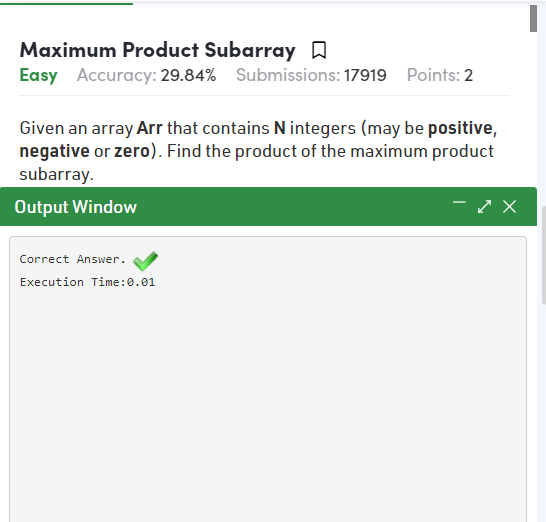 Maximum Product Subarray
Easy Accuracy: 29.84% Submissions: 17919 Points: 2
Given an array Arr that contains N integers (may be positive,
negative or zero). Find the product of the maximum product
subarray.
Output Window
Correct Answer.
Execution Time:0.01